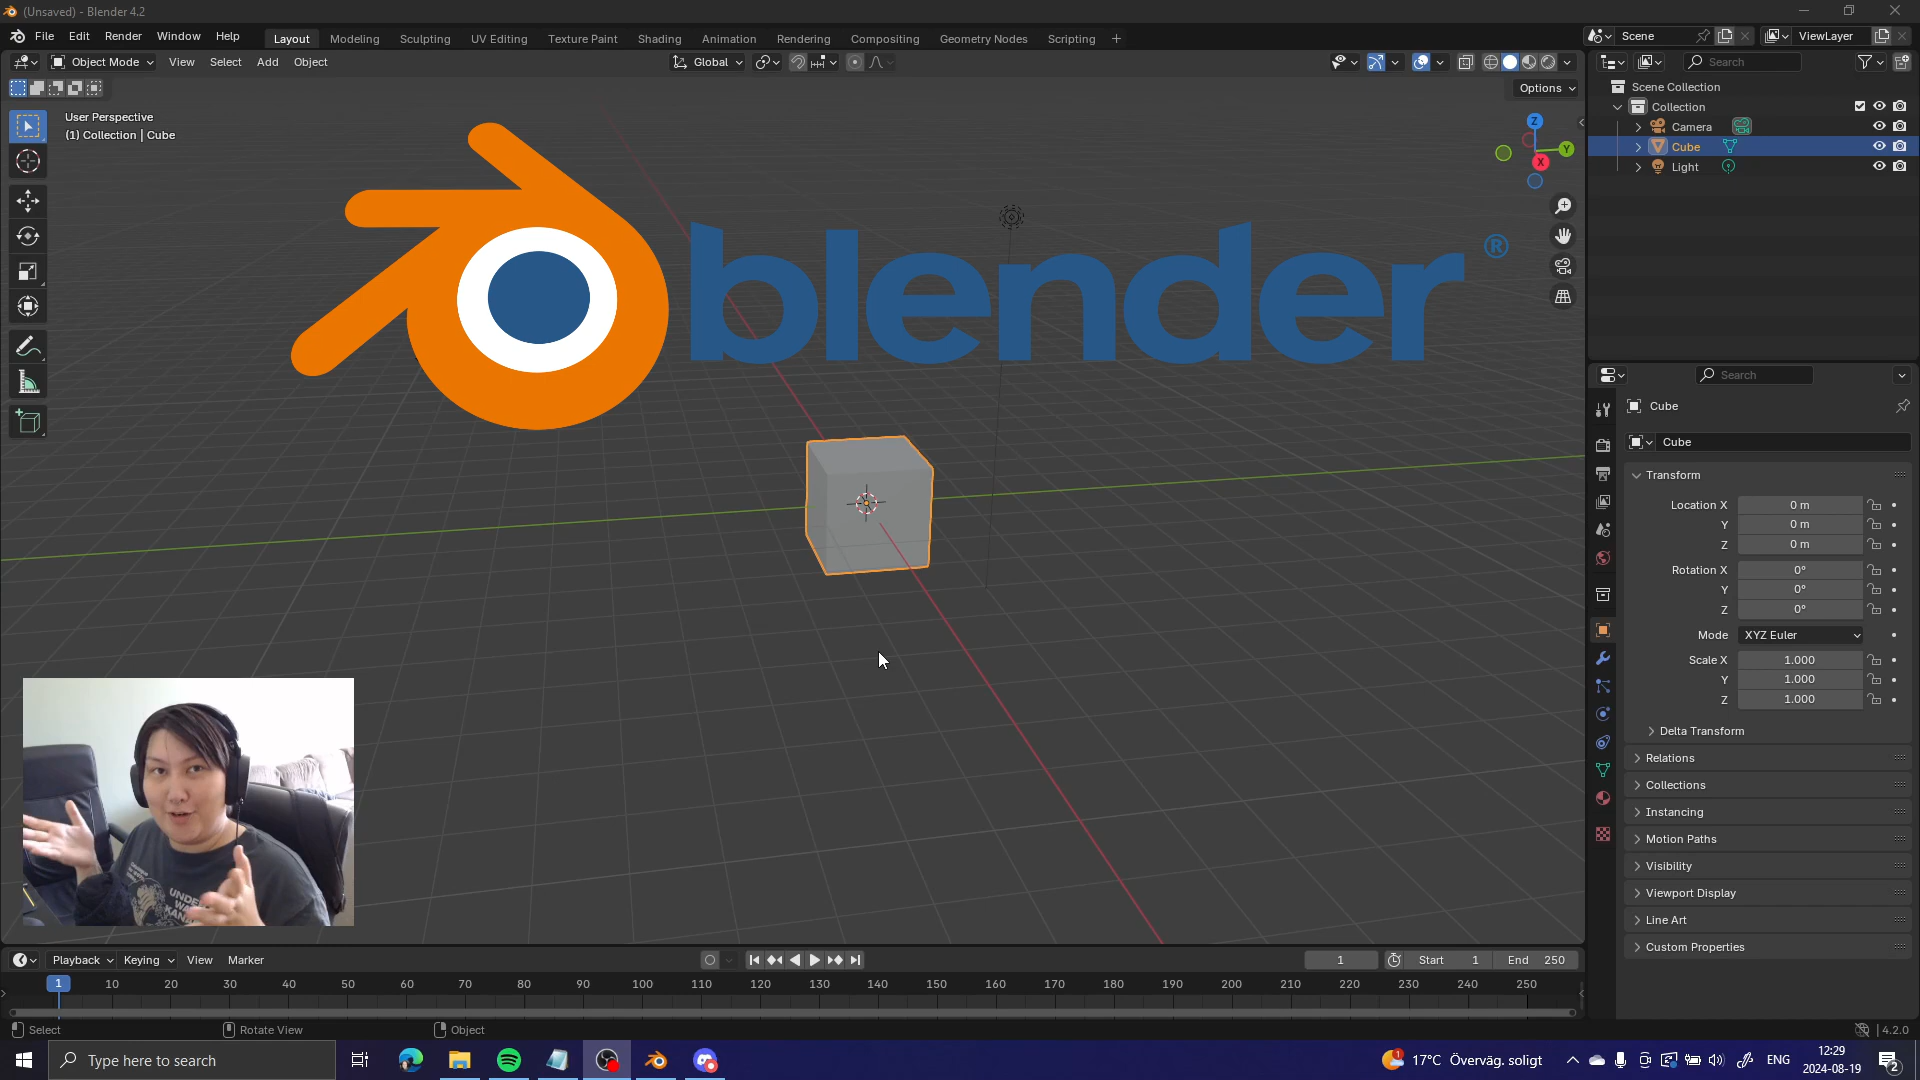 (Unsaved) - Blender 4.2
File Edit Render Window Help Layout Modeling Sculpting UV Editing Texture Paint Shading Animation Rendering Compositing Geometry Nodes Scripting + Scene ViewLayer
Object Mode View Select Add Object Global Search
Options
User Perspective
(1) Collection | Cube
Z
Y
X
blender®
Scene Collection
Collection
Camera
Cube
Light
Search
Cube
Cube
Transform
Location X 0 m
Y 0 m
Z 0 m
Rotation X 0°
Y 0°
Z 0°
Mode XYZ Euler
Scale X 1.000
Y 1.000
Z 1.000
Delta Transform
Relations
Collections
Instancing
Motion Paths
Visibility
Viewport Display
Line Art
Custom Properties
Playback Keying View Marker 1 Start 1 End 250
1 10 20 30 40 50 60 70 80 90 100 110 120 130 140 150 160 170 180 190 200 210 220 230 240 250
Select Rotate View Object 4.2.0
Type here to search 1 17°C Överväg. soligt ENG 12:29
2024-08-19 2